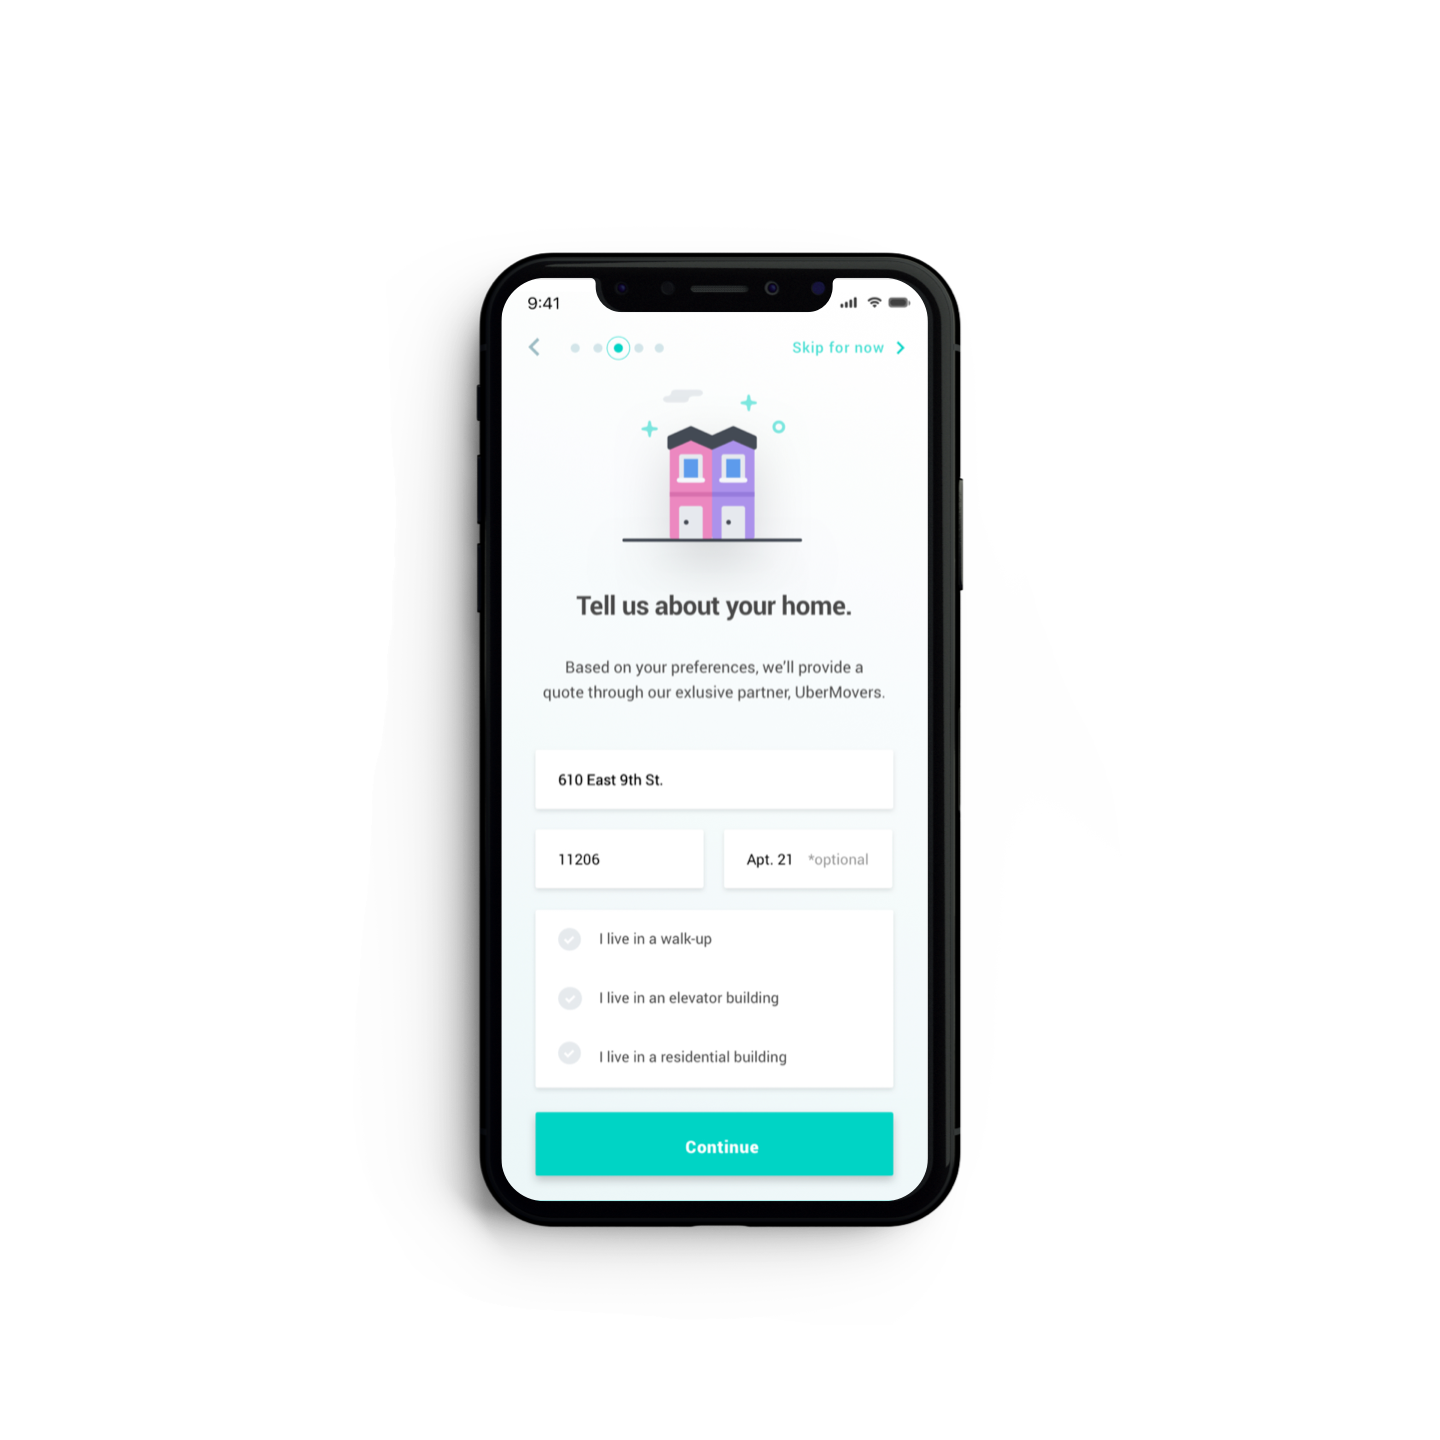 9:41
Skip for now
Tell us about your home.
Based on your preferences, we'll provide a
quote through our exlusive partner, UberMovers.
610 East 9th St.
11206
Apt. 21 *optional
I live in a walk-up
I live in an elevator building
I live in a residential building
Continue